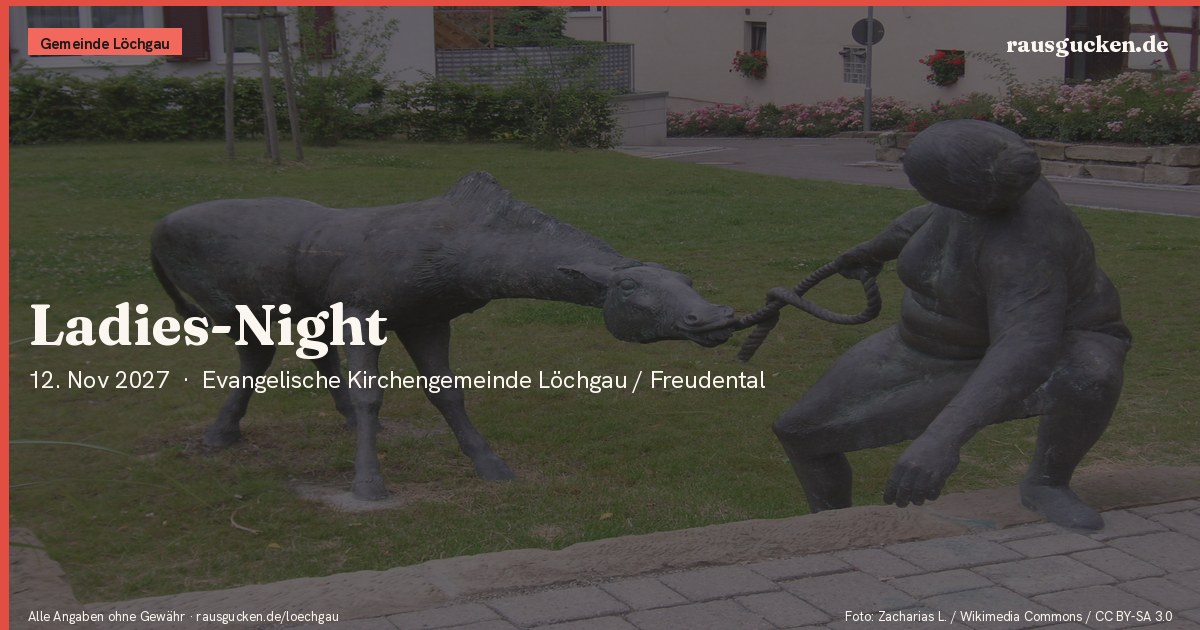 Gemeinde Löchgau
rausgucken.de
Ladies-Night
12. Nov 2027 · Evangelische Kirchengemeinde Löchgau / Freudental
Alle Angaben ohne Gewähr · rausgucken.de/loechgau
Foto: Zacharias L. / Wikimedia Commons / CC BY-SA 3.0